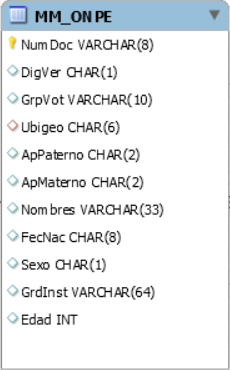 MM_ONPE
NumDoc VARCHAR(8)
DigVer CHAR(1)
GrpVot VARCHAR(10)
Ubigeo CHAR(6)
ApPaterno CHAR(2)
ApMaterno CHAR(2)
Nombres VARCHAR(33)
FecNac CHAR(8)
Sexo CHAR(1)
GrdInst VARCHAR(64)
Edad INT